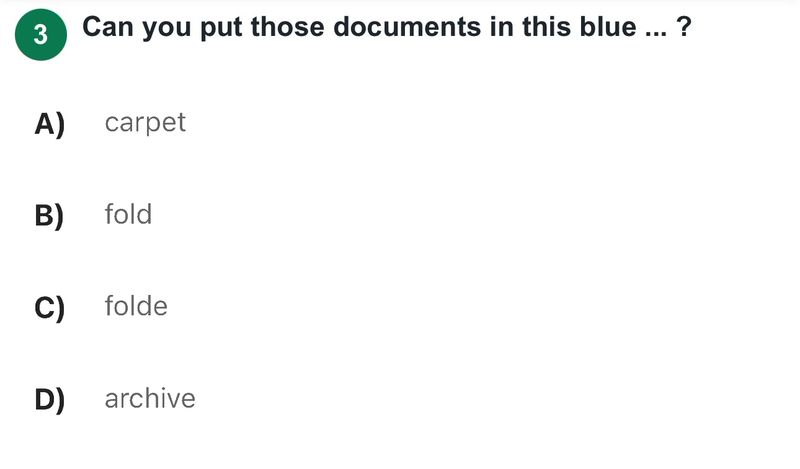 3 Can you put those documents in this blue ... ?
A) carpet
B) fold
C) folde
D) archive